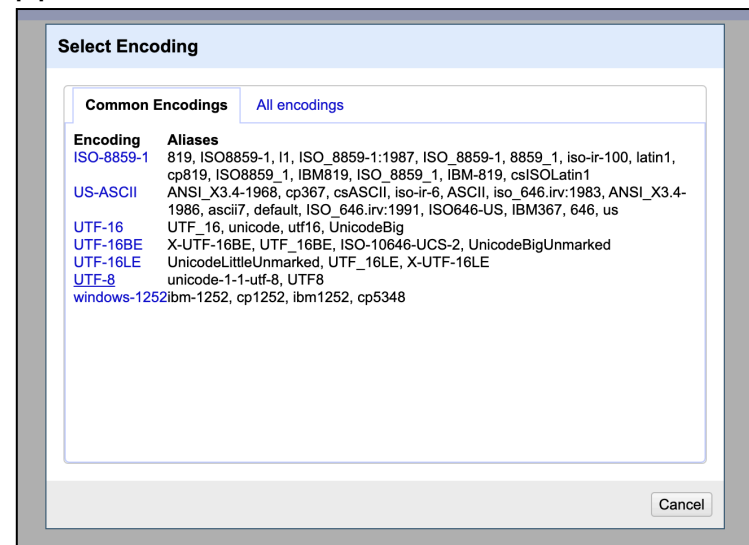 Select Encoding
Common Encodings All encodings
Encoding Aliases
ISO-8859-1 819, ISO8859-1, l1, ISO_8859-1:1987, ISO_8859-1, 8859_1, iso-ir-100, latin1,
cp819, ISO8859_1, IBM819, ISO_8859_1, IBM-819, csISOLatin1
US-ASCII ANSI_X3.4-1968, cp367, csASCII, iso-ir-6, ASCII, iso_646.irv:1983, ANSI_X3.4-
1986, ascii7, default, ISO_646.irv:1991, ISO646-US, IBM367, 646, us
UTF-16 UTF_16, unicode, utf16, UnicodeBig
UTF-16BE X-UTF-16BE, UTF_16BE, ISO-10646-UCS-2, UnicodeBigUnmarked
UTF-16LE UnicodeLittleUnmarked, UTF_16LE, X-UTF-16LE
UTF-8 unicode-1-1-utf-8, UTF8
windows-1252ibm-1252, cp1252, ibm1252, cp5348
Cancel